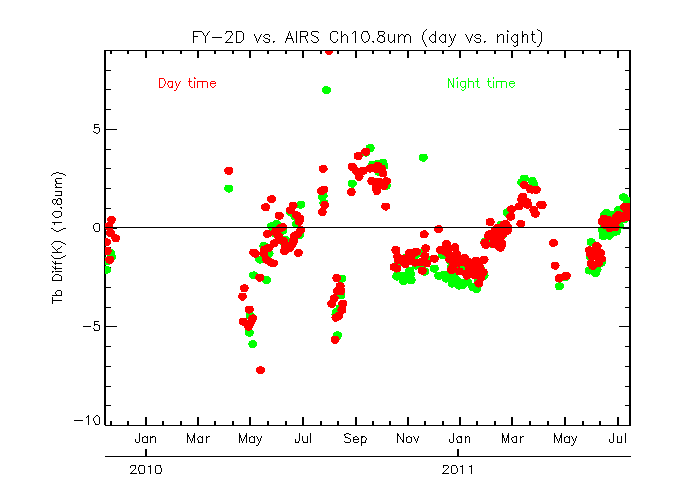 FY-2D vs. AIRS Ch10.8um (day vs. night)
Day time
Night time
Tb Diff(K) (10.8um)
5
0
-5
-10
Jan Mar May Jul Sep Nov Jan Mar May Jul
2010 2011